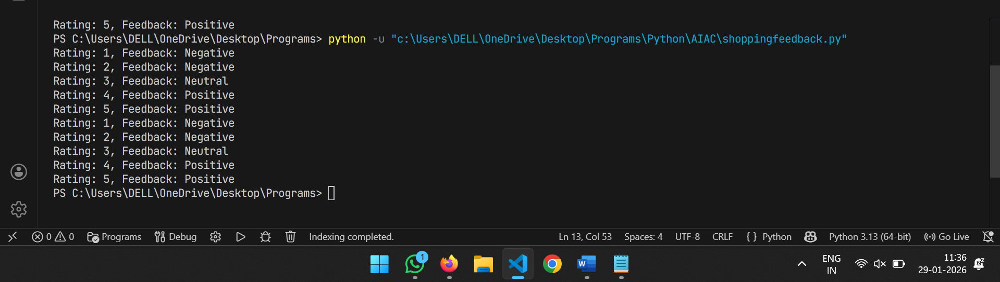 Rating: 5, Feedback: Positive
PS C:\Users\DELL\OneDrive\Desktop\Programs> python -u "c:\Users\DELL\OneDrive\Desktop\Programs\Python\AIAC\shoppingfeedback.py"
Rating: 1, Feedback: Negative
Rating: 2, Feedback: Negative
Rating: 3, Feedback: Neutral
Rating: 4, Feedback: Positive
Rating: 5, Feedback: Positive
Rating: 1, Feedback: Negative
Rating: 2, Feedback: Negative
Rating: 3, Feedback: Neutral
Rating: 4, Feedback: Positive
Rating: 5, Feedback: Positive
PS C:\Users\DELL\OneDrive\Desktop\Programs>
0 0 Programs Debug Indexing completed. Ln 13, Col 53 Spaces: 4 UTF-8 CRLF { } Python Python 3.13 (64-bit) Go Live
1
W
ENG 11:36
IN 29-01-2026